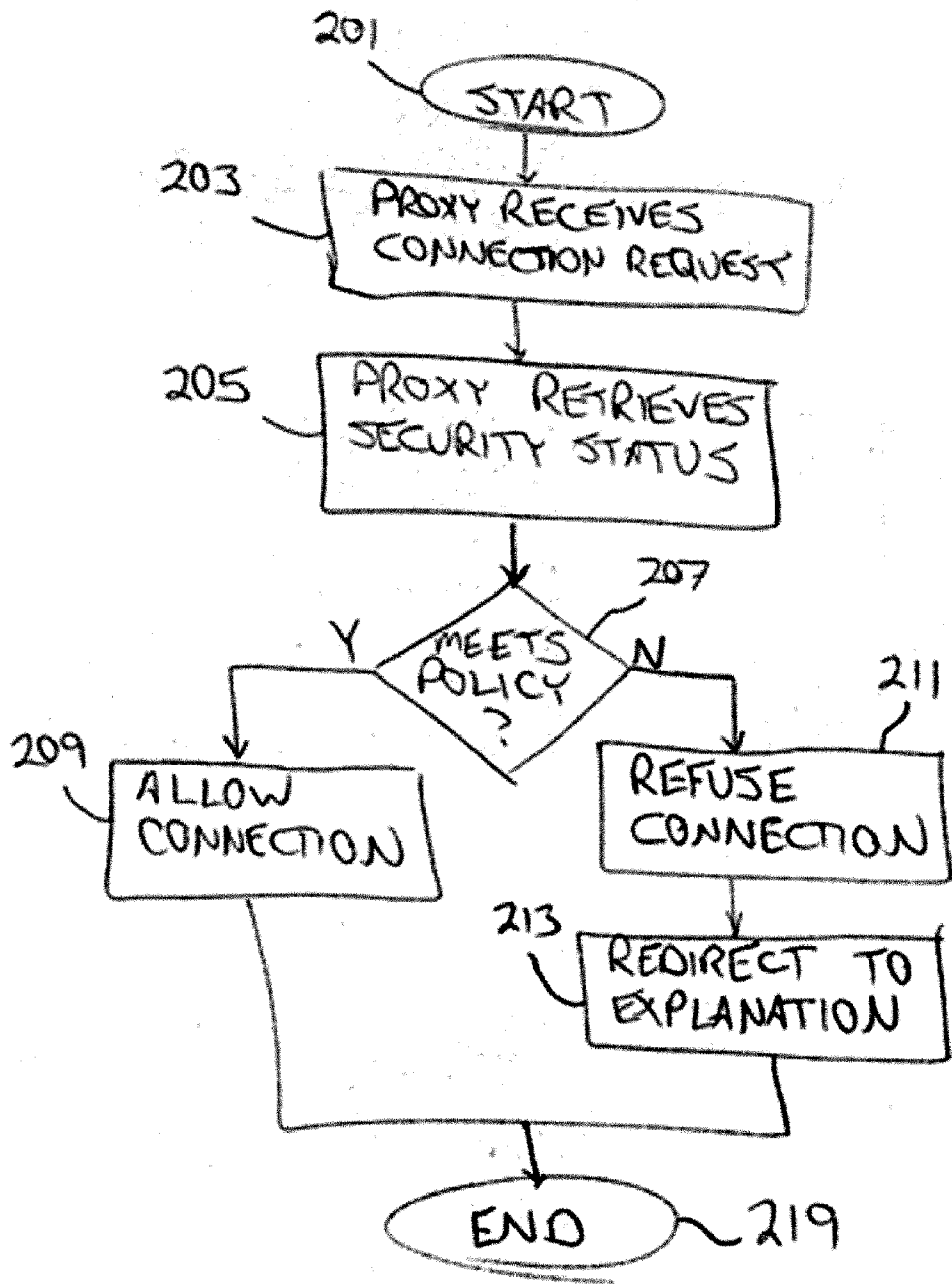 201
START
203
PROXY RECEIVES
CONNECTION REQUEST
205
PROXY RETRIEVES
SECURITY STATUS
207
Y
MEETS
POLICY
?
N
209
ALLOW
CONNECTION
211
REFUSE
CONNECTION
213
REDIRECT TO
EXPLANATION
END
219